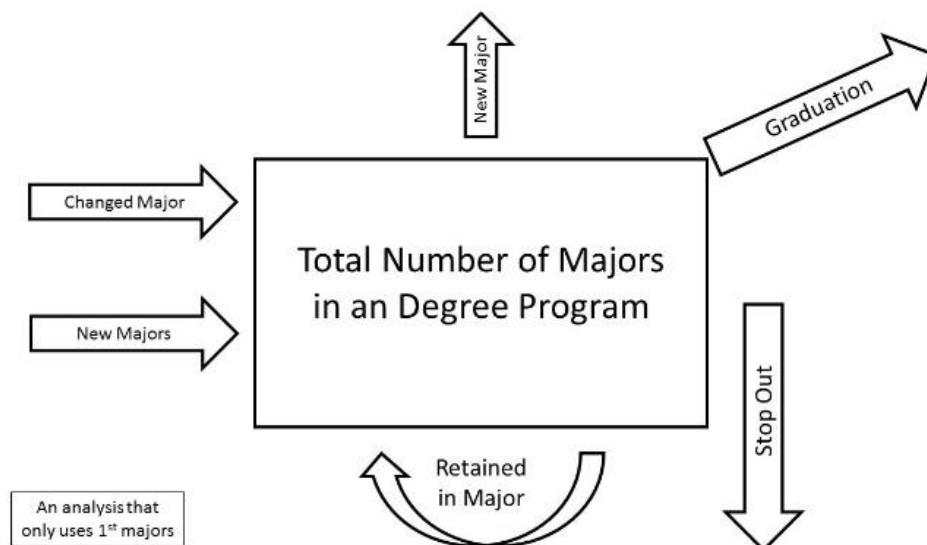 New Major
Graduation
Changed Major
Total Number of Majors
in an Degree Program
New Majors
Stop Out
Retained
in Major
An analysis that
only uses 1st majors